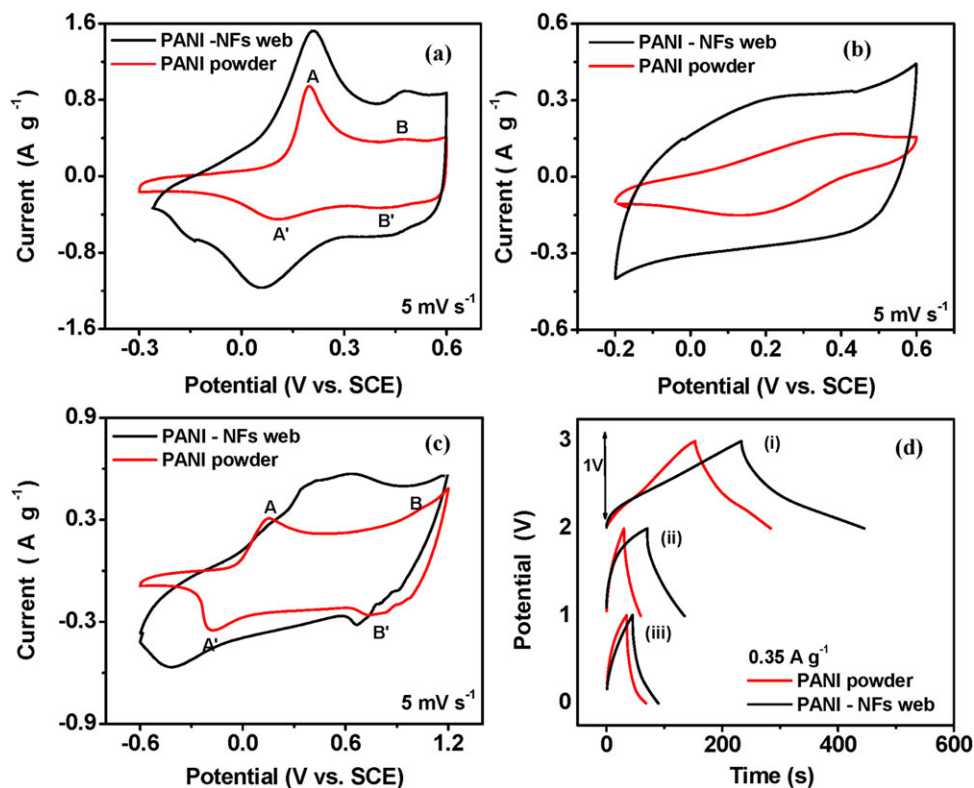 PANI -NFs web
PANI powder
(a)
A
B
A'
B'
5 mV s-1
1.6
0.8
0.0
-0.8
-1.6
-0.3
0.0
0.3
0.6
Current (A g-1)
Potential (V vs. SCE)
PANI - NFs web
PANI powder
(b)
5 mV s-1
0.6
0.3
0.0
-0.3
-0.6
-0.2
0.0
0.2
0.4
0.6
Current ( A g-1)
Potential (V vs. SCE)
PANI - NFs web
PANI powder
(c)
A
B
A'
B'
5 mV s-1
0.9
0.3
-0.3
-0.9
-0.6
0.0
0.6
1.2
Current ( A g-1)
Potential (V vs. SCE)
(d)
1V
(i)
(ii)
(iii)
0.35 A g-1
PANI powder
PANI - NFs web
3
2
1
0
0
200
400
600
Potential (V)
Time (s)